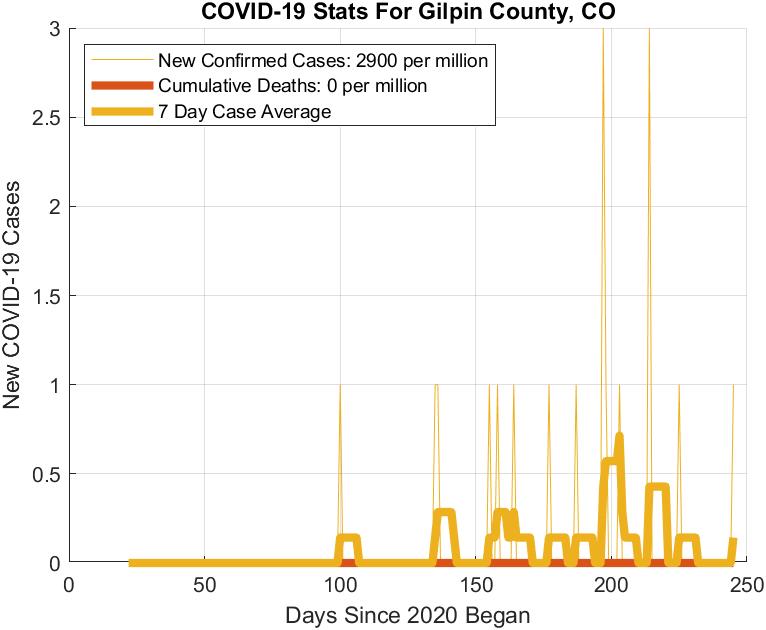 COVID-19 Stats For Gilpin County, CO
New Confirmed Cases: 2900 per million
Cumulative Deaths: 0 per million
7 Day Case Average
New COVID-19 Cases
3
2.5
2
1.5
1
0.5
0
0 50 100 150 200 250
Days Since 2020 Began